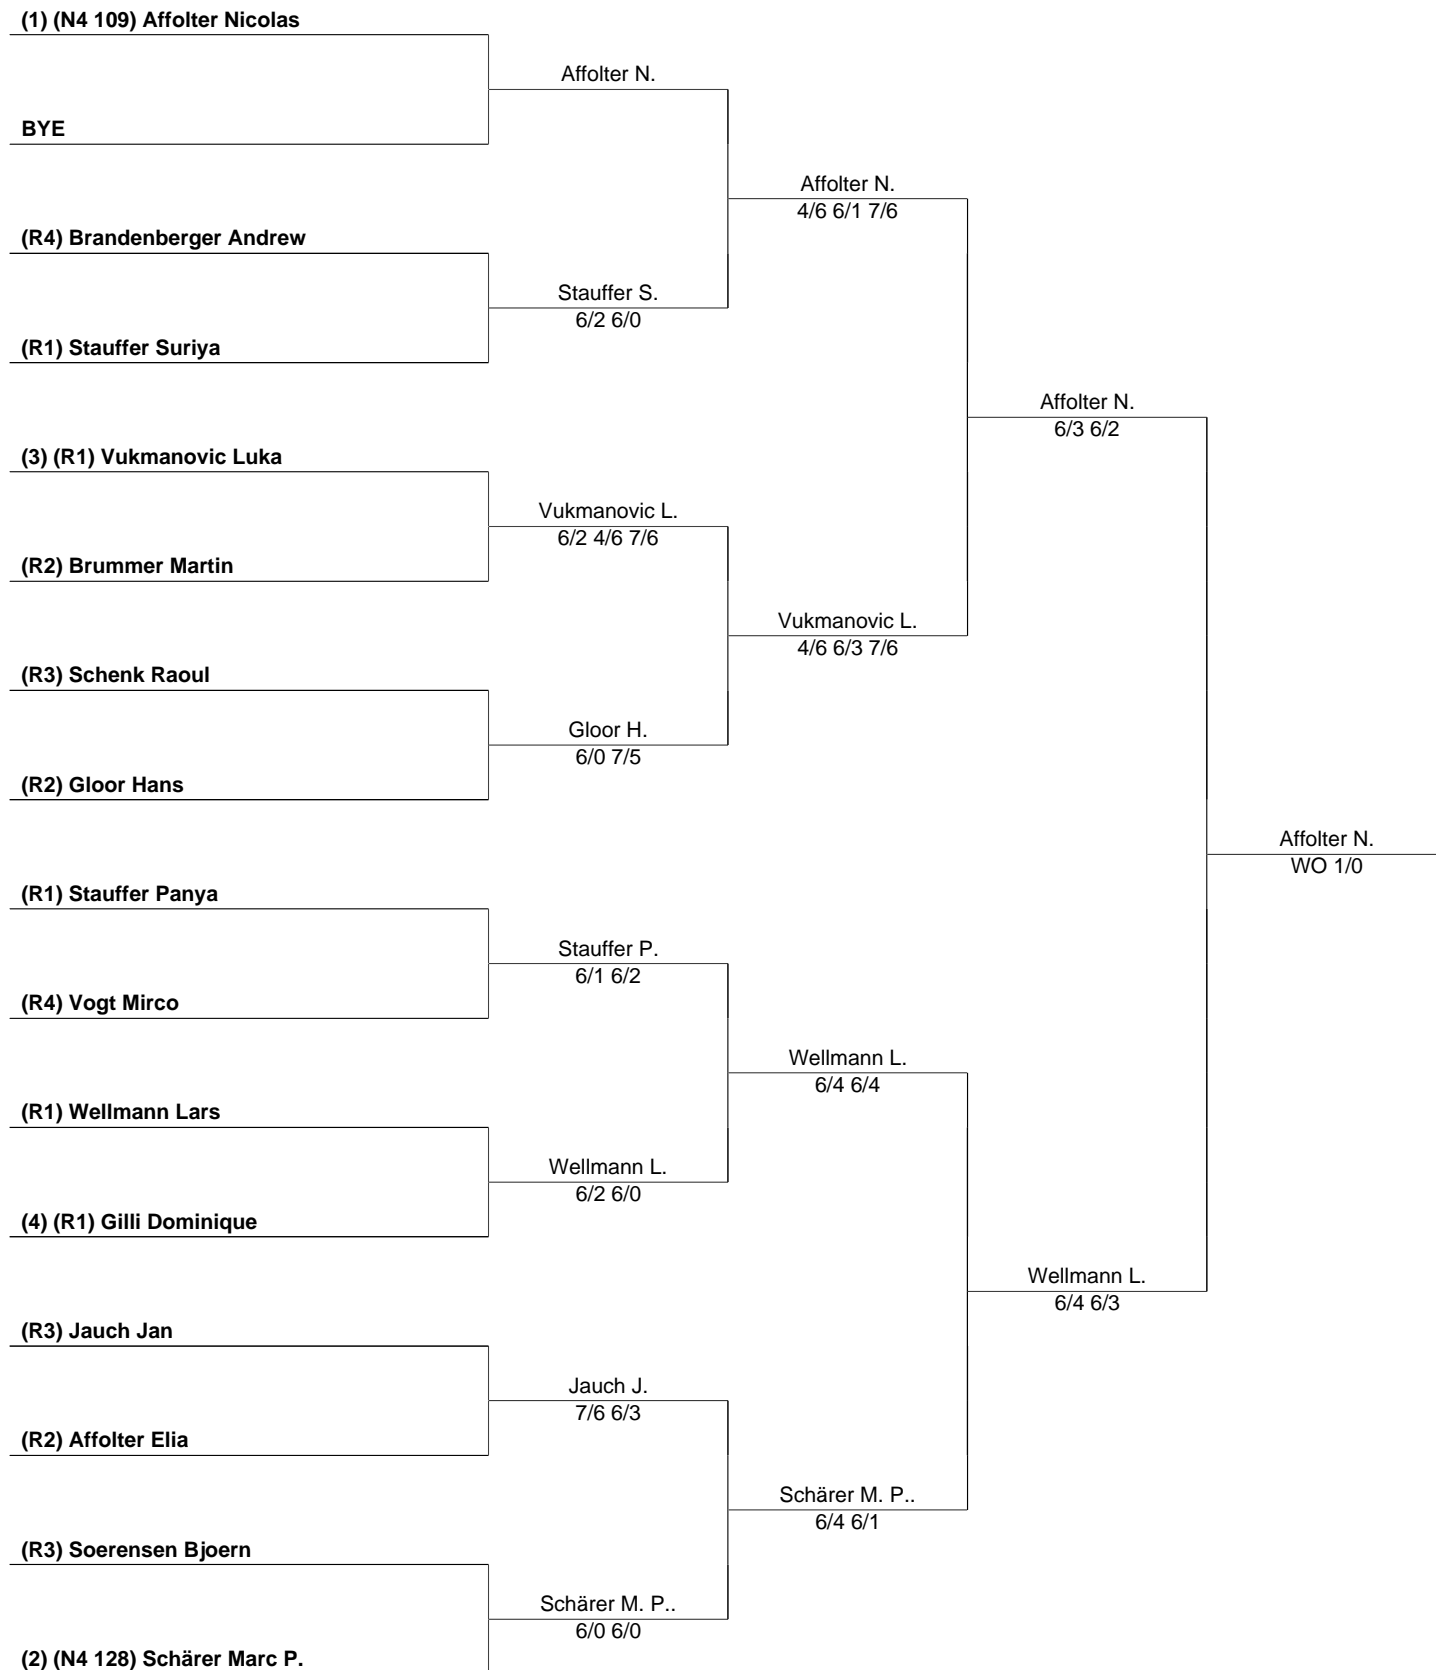 (1) (N4 109) Affolter Nicolas
Affolter N.
BYE
Affolter N.
4/6 6/1 7/6
(R4) Brandenberger Andrew
Stauffer S.
6/2 6/0
(R1) Stauffer Suriya
Affolter N.
6/3 6/2
(3) (R1) Vukmanovic Luka
Vukmanovic L.
6/2 4/6 7/6
(R2) Brummer Martin
Vukmanovic L.
4/6 6/3 7/6
(R3) Schenk Raoul
Gloor H.
6/0 7/5
(R2) Gloor Hans
Affolter N.
WO 1/0
(R1) Stauffer Panya
Stauffer P.
6/1 6/2
(R4) Vogt Mirco
Wellmann L.
6/4 6/4
(R1) Wellmann Lars
Wellmann L.
6/2 6/0
(4) (R1) Gilli Dominique
Wellmann L.
6/4 6/3
(R3) Jauch Jan
Jauch J.
7/6 6/3
(R2) Affolter Elia
Schärer M. P..
6/4 6/1
(R3) Soerensen Bjoern
Schärer M. P..
6/0 6/0
(2) (N4 128) Schärer Marc P.